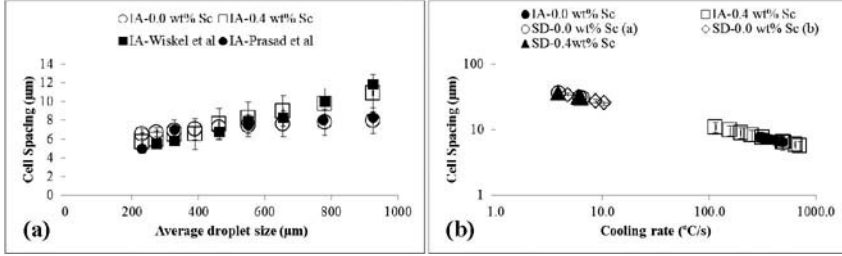 IA-0.0 wt% Sc IA-0.4 wt% Sc
IA-Wiskel et al IA-Prasad et al
14
12
10
8
6
4
2
0
Cell Spacing (μm)
0 200 400 600 800 1000
(a)
Average droplet size (μm)
IA-0.0 wt% Sc IA-0.4 wt% Sc
SD-0.0 wt% Sc (a) SD-0.0 wt% Sc (b)
SD-0.4wt% Sc
100
10
1
Cell Spacing (μm)
1.0 10.0 100.0 1000.0
(b)
Cooling rate (°C/s)